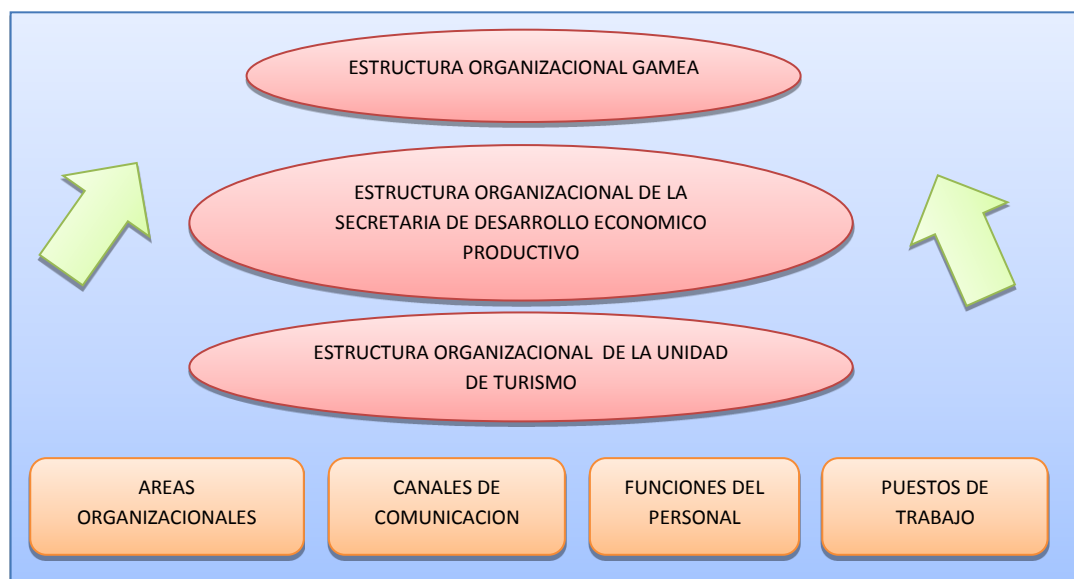 ESTRUCTURA ORGANIZACIONAL GAMEA
ESTRUCTURA ORGANIZACIONAL DE LA
SECRETARIA DE DESARROLLO ECONOMICO
PRODUCTIVO
ESTRUCTURA ORGANIZACIONAL DE LA UNIDAD
DE TURISMO
AREAS
ORGANIZACIONALES
CANALES DE
COMUNICACION
FUNCIONES DEL
PERSONAL
PUESTOS DE
TRABAJO